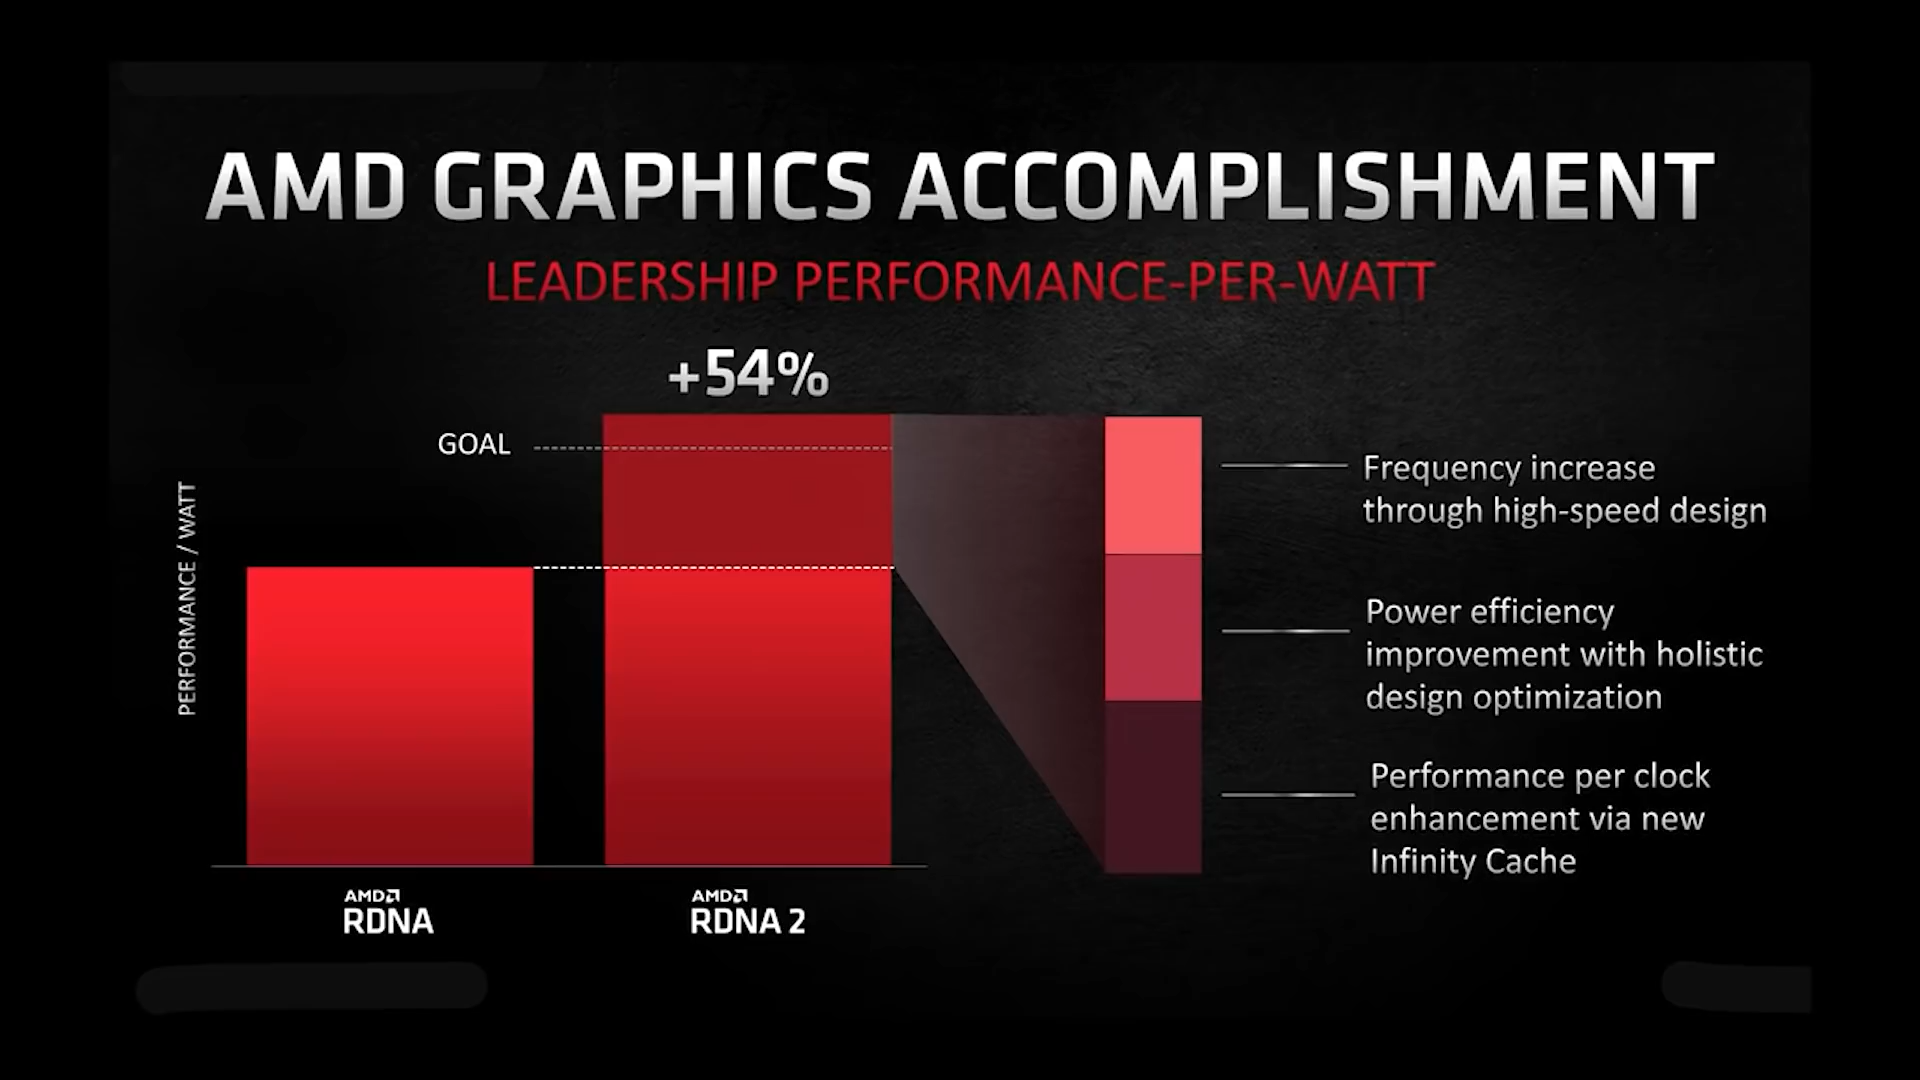 AMD GRAPHICS ACCOMPLISHMENT
LEADERSHIP PERFORMANCE-PER-WATT
+54%
GOAL
PERFORMANCE / WATT
Frequency increase
through high-speed design
Power efficiency
improvement with holistic
design optimization
Performance per clock
enhancement via new
Infinity Cache
AMD
RDNA
AMD
RDNA 2